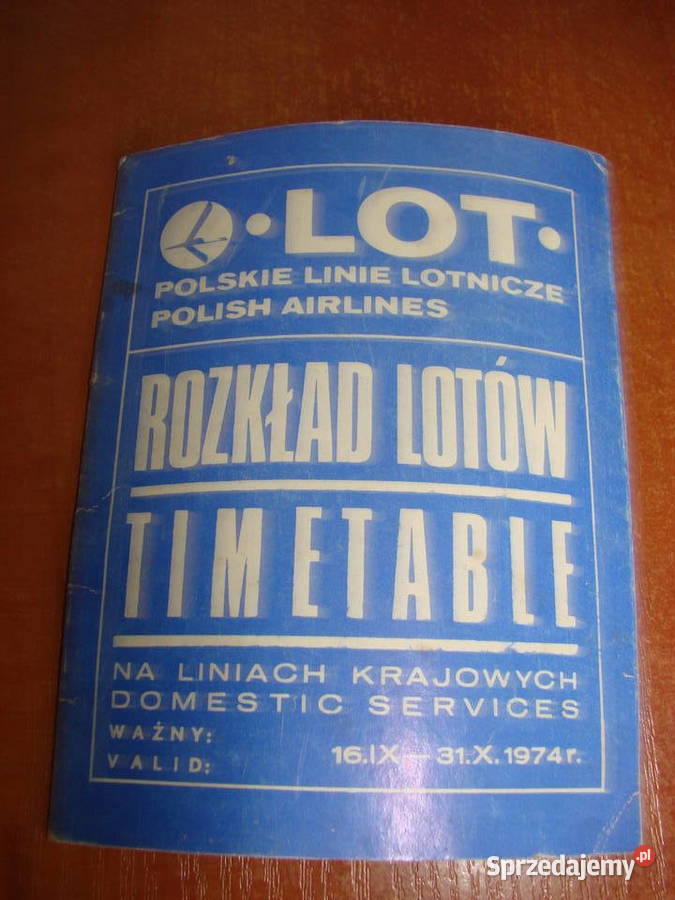 ·LOT·
POLSKIE LINIE LOTNICZE
POLISH AIRLINES
ROZKŁAD LOTÓW
TIMETABLE
NA LINIACH KRAJOWYCH
DOMESTIC SERVICES
WAŻNY:
VALID: 16.IX — 31.X.1974r.
Sprzedajemy.pl